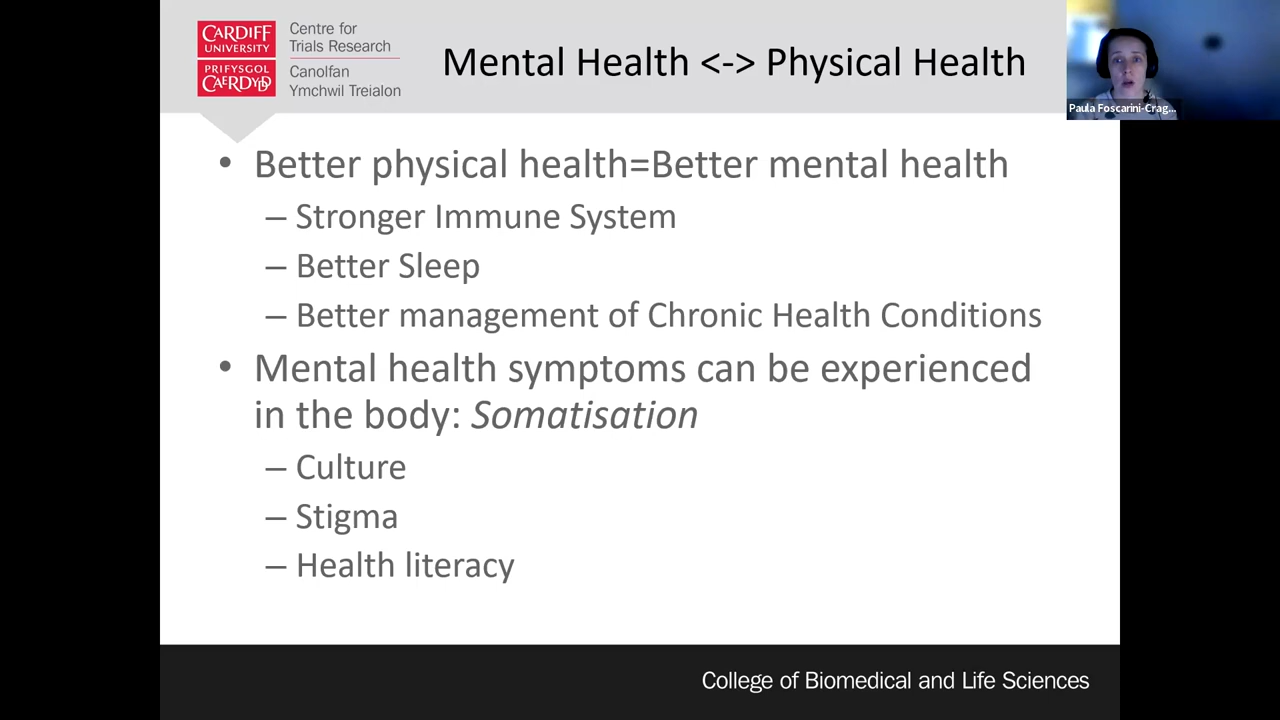 CARDIFF
UNIVERSITY
PRIFYSGOL
CAERDYDD
Centre for
Trials Research
Canolfan
Ymchwil Treialon
Mental Health <-> Physical Health
Paula Foscarini-Crag...
• Better physical health=Better mental health
– Stronger Immune System
– Better Sleep
– Better management of Chronic Health Conditions
• Mental health symptoms can be experienced
in the body: Somatisation
– Culture
– Stigma
– Health literacy
College of Biomedical and Life Sciences